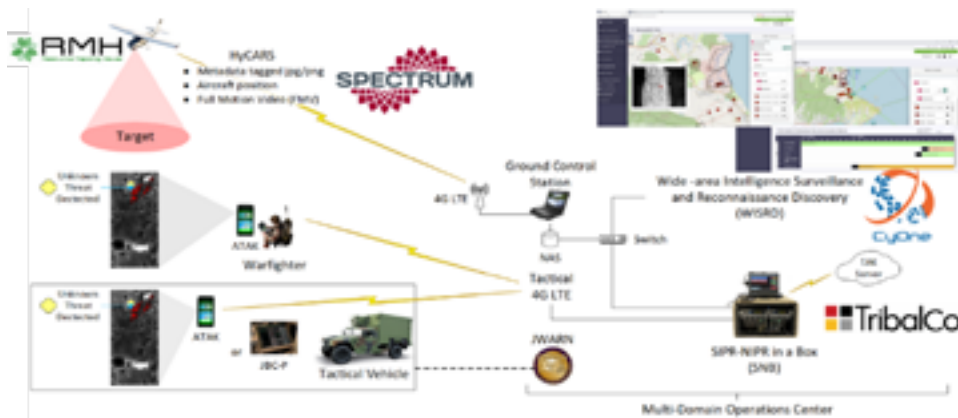 RMH
HyCARS
Metadata-tagged jpg/png
Aircraft position
Full Motion Video (FMV)
SPECTRUM
Target
Unknown
Threat
Detected
ATAK
Warfighter
Unknown
Threat
Detected
ATAK
or
JBC-P
Tactical Vehicle
Ground Control
Station
4G LTE
NAS
Switch
Tactical
4G LTE
JWARN
Wide-area Intelligence Surveillance
and Reconnaissance Discovery
(WISRD)
CyOne
Server
TribalCo
SIPR-NIPR in a Box
(SNB)
Multi-Domain Operations Center